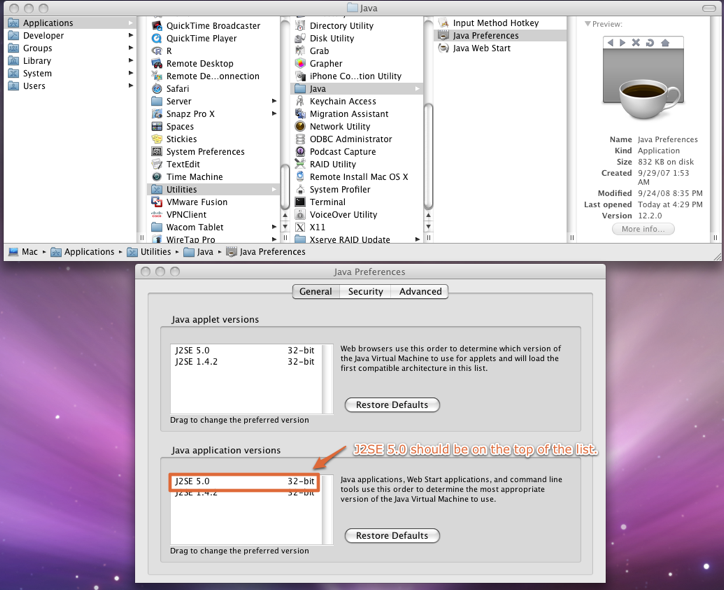 Java
Applications
Developer
Groups
Library
System
Users
QuickTime Broadcaster
QuickTime Player
R
Remote Desktop
Remote De...onnection
Safari
Server
Snapz Pro X
Spaces
Stickies
System Preferences
TextEdit
Time Machine
Utilities
VMware Fusion
VPNClient
Wacom Tablet
WireTap Pro
Directory Utility
Disk Utility
Grab
Grapher
iPhone Co...tion Utility
Java
Keychain Access
Migration Assistant
Network Utility
ODBC Administrator
Podcast Capture
RAID Utility
Remote Install Mac OS X
System Profiler
Terminal
VoiceOver Utility
X11
Xserve RAID Update
Input Method Hotkey
Java Preferences
Java Web Start
Preview:
Name Java Preferences
Kind Application
Size 832 KB on disk
Created 9/29/07 1:53
AM
Modified 9/24/08 8:35 PM
Last opened Today at 4:29 PM
Version 12.2.0
More info...
Mac ▸ Applications ▸ Utilities ▸ Java ▸ Java Preferences
Java Preferences
General Security Advanced
Java applet versions
J2SE 5.0 32-bit
J2SE 1.4.2 32-bit
Web browsers use this order to determine which version of
the Java Virtual Machine to use for applets and will load the
first compatible architecture in this list.
Restore Defaults
Drag to change the preferred version
Java application versions
J2SE 5.0 should be on the top of the list.
J2SE 5.0 32-bit
J2SE 1.4.2 32-bit
Java applications, Web Start applications, and command line
tools use this order to determine the most appropriate
version of the Java Virtual Machine to use.
Restore Defaults
Drag to change the preferred version